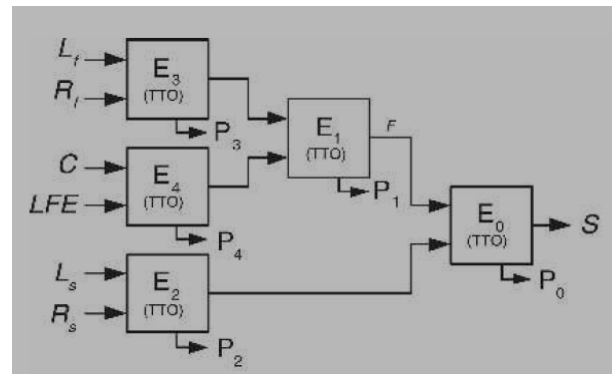 L_f
R_f
E_3
(TTO)
P_3
C
LFE
E_4
(TTO)
P_4
L_s
R_s
E_2
(TTO)
P_2
E_1
(TTO)
P_1
F
E_0
(TTO)
P_0
S